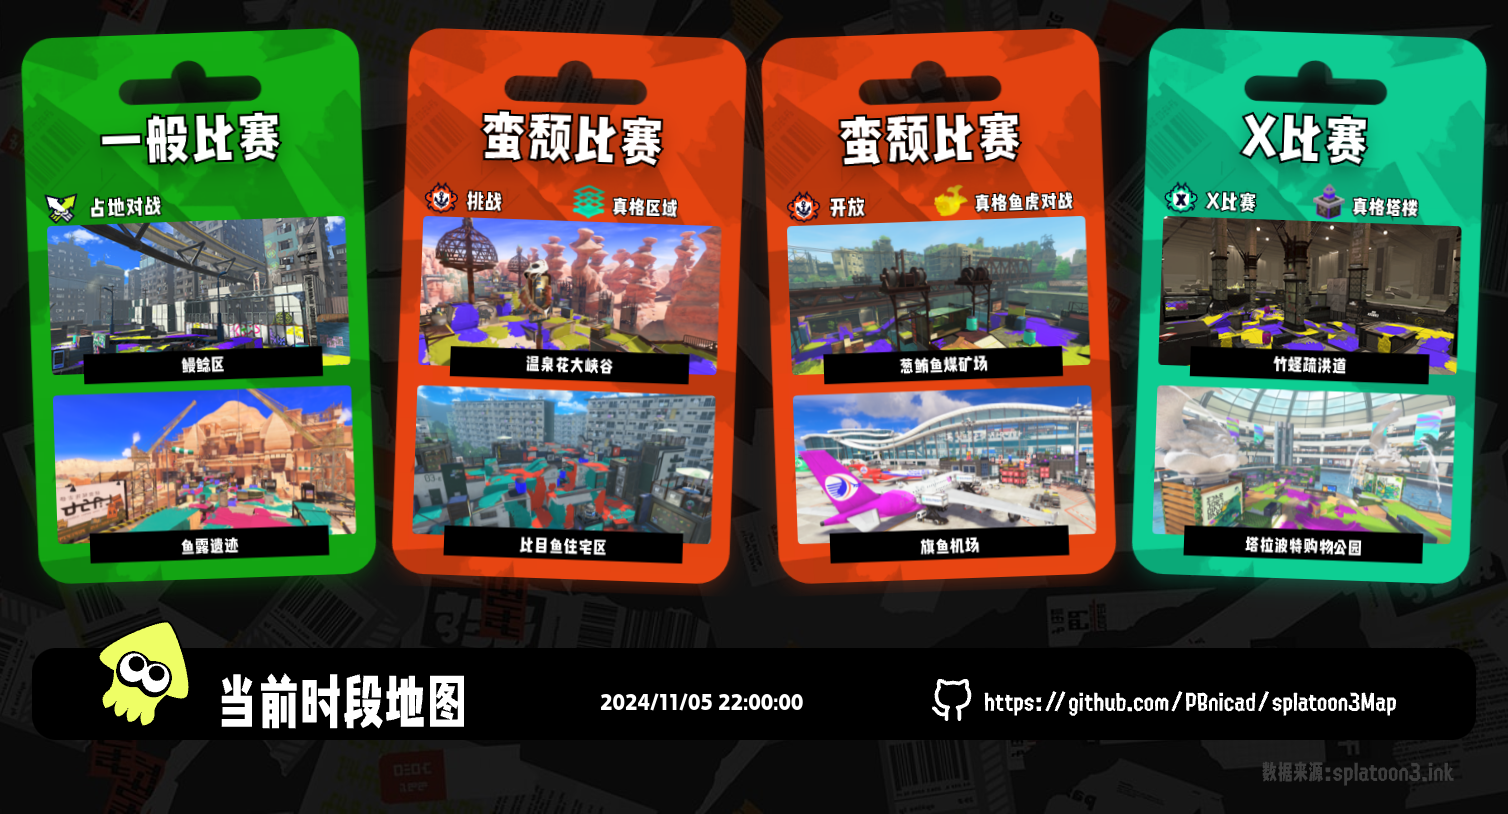 一般比赛
占地对战
鳗鲶区
鱼露遗迹
蛮颓比赛
挑战
真格区域
温泉花大峡谷
比目鱼住宅区
蛮颓比赛
开放
真格鱼虎对战
葱鲔鱼煤矿场
旗鱼机场
X比赛
X比赛
真格塔楼
竹蛏疏洪道
塔拉波特购物公园
当前时段地图
2024/11/05 22:00:00
https://github.com/PBnicad/splatoon3Map
数据来源:splatoon3.ink